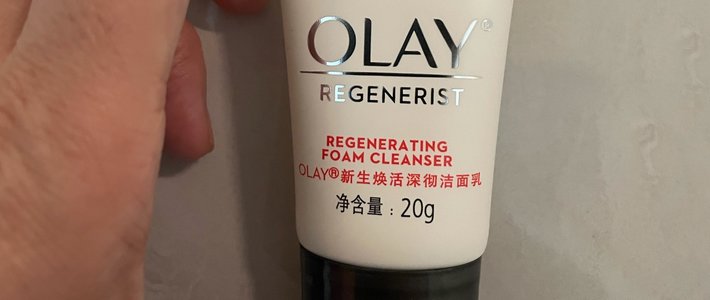 OLAY®
REGENERIST
REGENERATING
FOAM CLEANSER
OLAY®新生焕活深彻洁面乳
净含量：20g